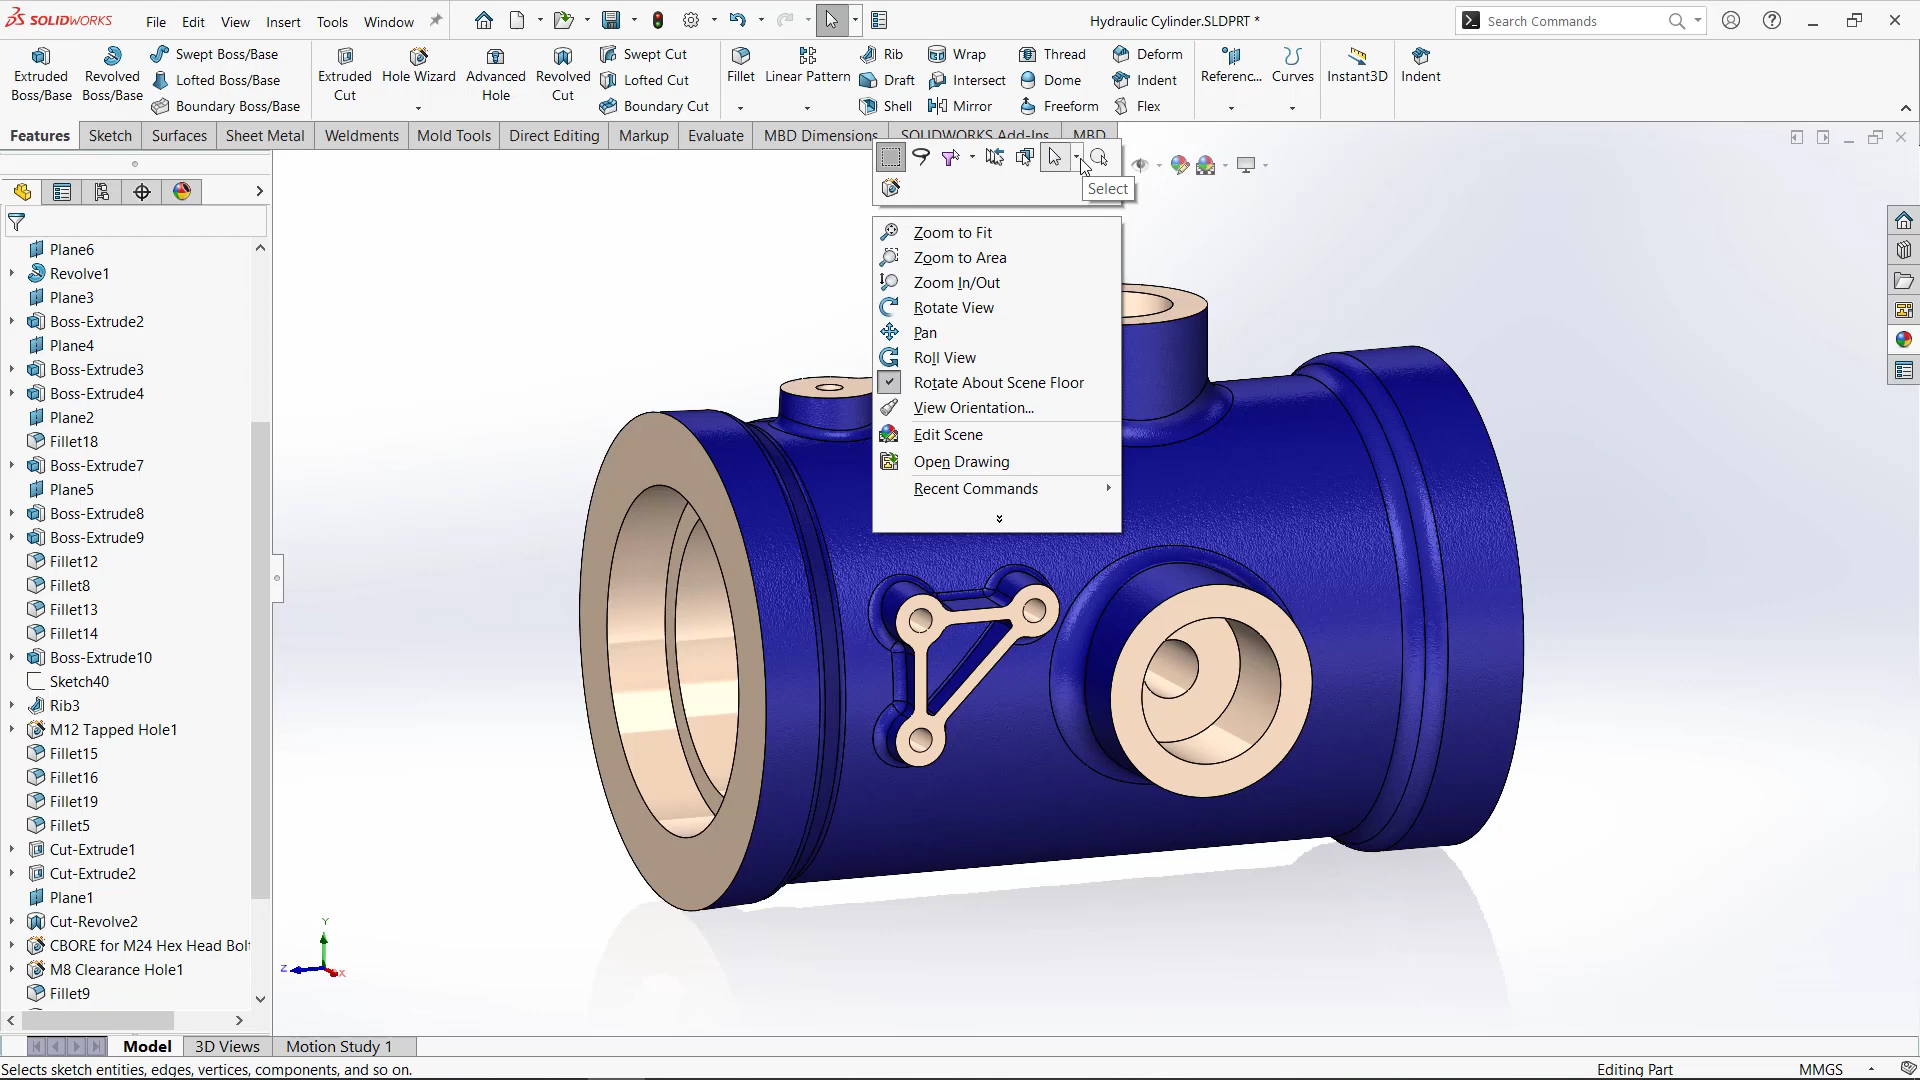 SOLIDWORKS File Edit View Insert Tools Window Hydraulic Cylinder.SLDPRT * Search Commands
Extruded Boss/Base
Revolved Boss/Base
Swept Boss/Base
Lofted Boss/Base
Boundary Boss/Base
Extruded Cut
Hole Wizard
Advanced Hole
Revolved Cut
Swept Cut
Lofted Cut
Boundary Cut
Fillet
Linear Pattern
Rib
Draft
Shell
Wrap
Intersect
Mirror
Thread
Dome
Freeform
Deform
Indent
Flex
Referenc...
Curves
Instant3D
Indent
Features Sketch Surfaces Sheet Metal Weldments Mold Tools Direct Editing Markup Evaluate MBD Dimensions SOLIDWORKS Add-Ins MBD
Select
Zoom to Fit
Zoom to Area
Zoom In/Out
Rotate View
Pan
Roll View
Rotate About Scene Floor
View Orientation...
Edit Scene
Open Drawing
Recent Commands
Plane6
Revolve1
Plane3
Boss-Extrude2
Plane4
Boss-Extrude3
Boss-Extrude4
Plane2
Fillet18
Boss-Extrude7
Plane5
Boss-Extrude8
Boss-Extrude9
Fillet12
Fillet8
Fillet13
Fillet14
Boss-Extrude10
Sketch40
Rib3
M12 Tapped Hole1
Fillet15
Fillet16
Fillet19
Fillet5
Cut-Extrude1
Cut-Extrude2
Plane1
Cut-Revolve2
CBORE for M24 Hex Head Bolt
M8 Clearance Hole1
Fillet9
Y
Z
X
Model 3D Views Motion Study 1
Selects sketch entities, edges, vertices, components, and so on. Editing Part MMGS